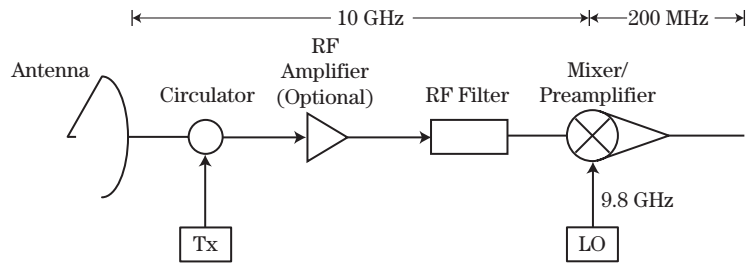 10 GHz
200 MHz
Antenna
Circulator
RF
Amplifier
(Optional)
RF Filter
Mixer/
Preamplifier
9.8 GHz
Tx
LO